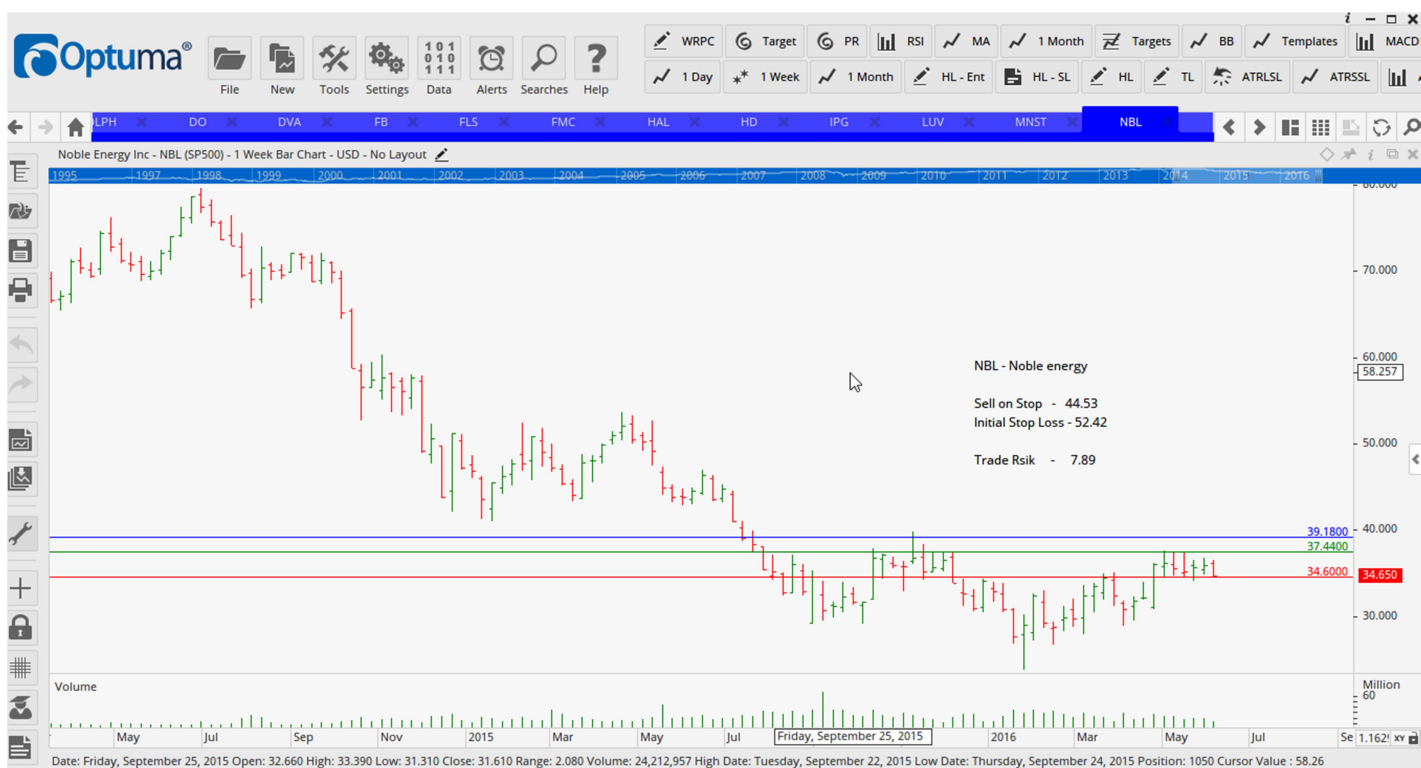 i
Optuma®
File
New
Tools
Settings
Data
Alerts
Searches
Help
101
010
111
WRPC
Target
PR
RSI
MA
1 Month
Targets
BB
Templates
MACD
1 Day
1 Week
1 Month
HL - Ent
HL - SL
HL
TL
ATRLSL
ATRSSL
LPH
DO
DVA
FB
FLS
FMC
HAL
HD
IPG
LUV
MNST
NBL
Noble Energy Inc - NBL (SP500) - 1 Week Bar Chart - USD - No Layout
1995 1997 1998 1999 2000 2001 2002 2003 2004 2005 2006 2007 2008 2009 2010 2011 2012 2013 2014 2015 2016
80.000
70.000
60.000
58.257
NBL - Noble energy
Sell on Stop - 44.53
Initial Stop Loss - 52.42
50.000
Trade Rsik - 7.89
40.000
39.1800
37.4400
34.6000
34.650
30.000
Volume
Million
60
May Jul Sep Nov 2015 Mar May Jul Friday, September 25, 2015 2016 Mar May Jul Se 1.162 XY
Date: Friday, September 25, 2015 Open: 32.660 High: 33.390 Low: 31.310 Close: 31.610 Range: 2.080 Volume: 24,212,957 High Date: Tuesday, September 22, 2015 Low Date: Thursday, September 24, 2015 Position: 1050 Cursor Value : 58.26